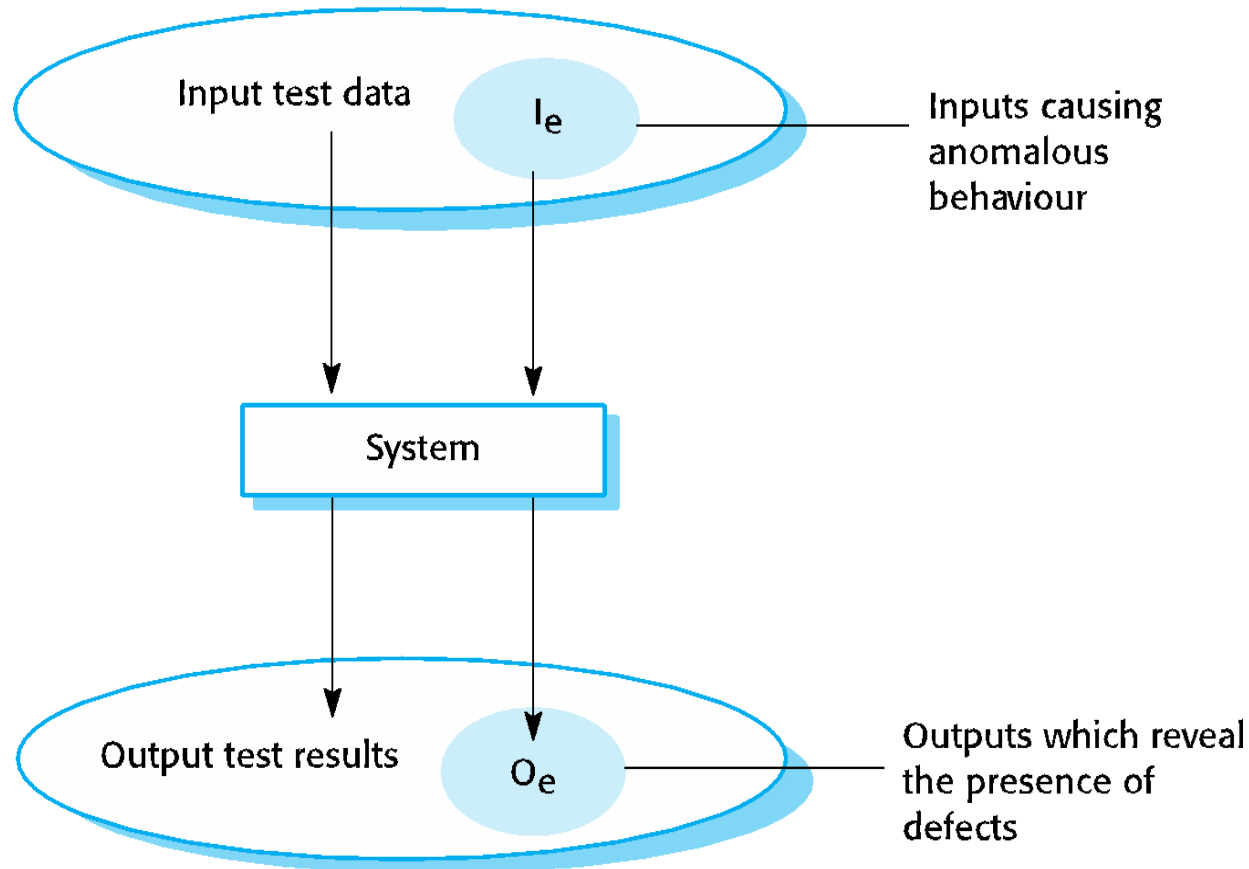 Input test data
Ie
Inputs causing
anomalous
behaviour
System
Output test results
Oe
Outputs which reveal
the presence of
defects